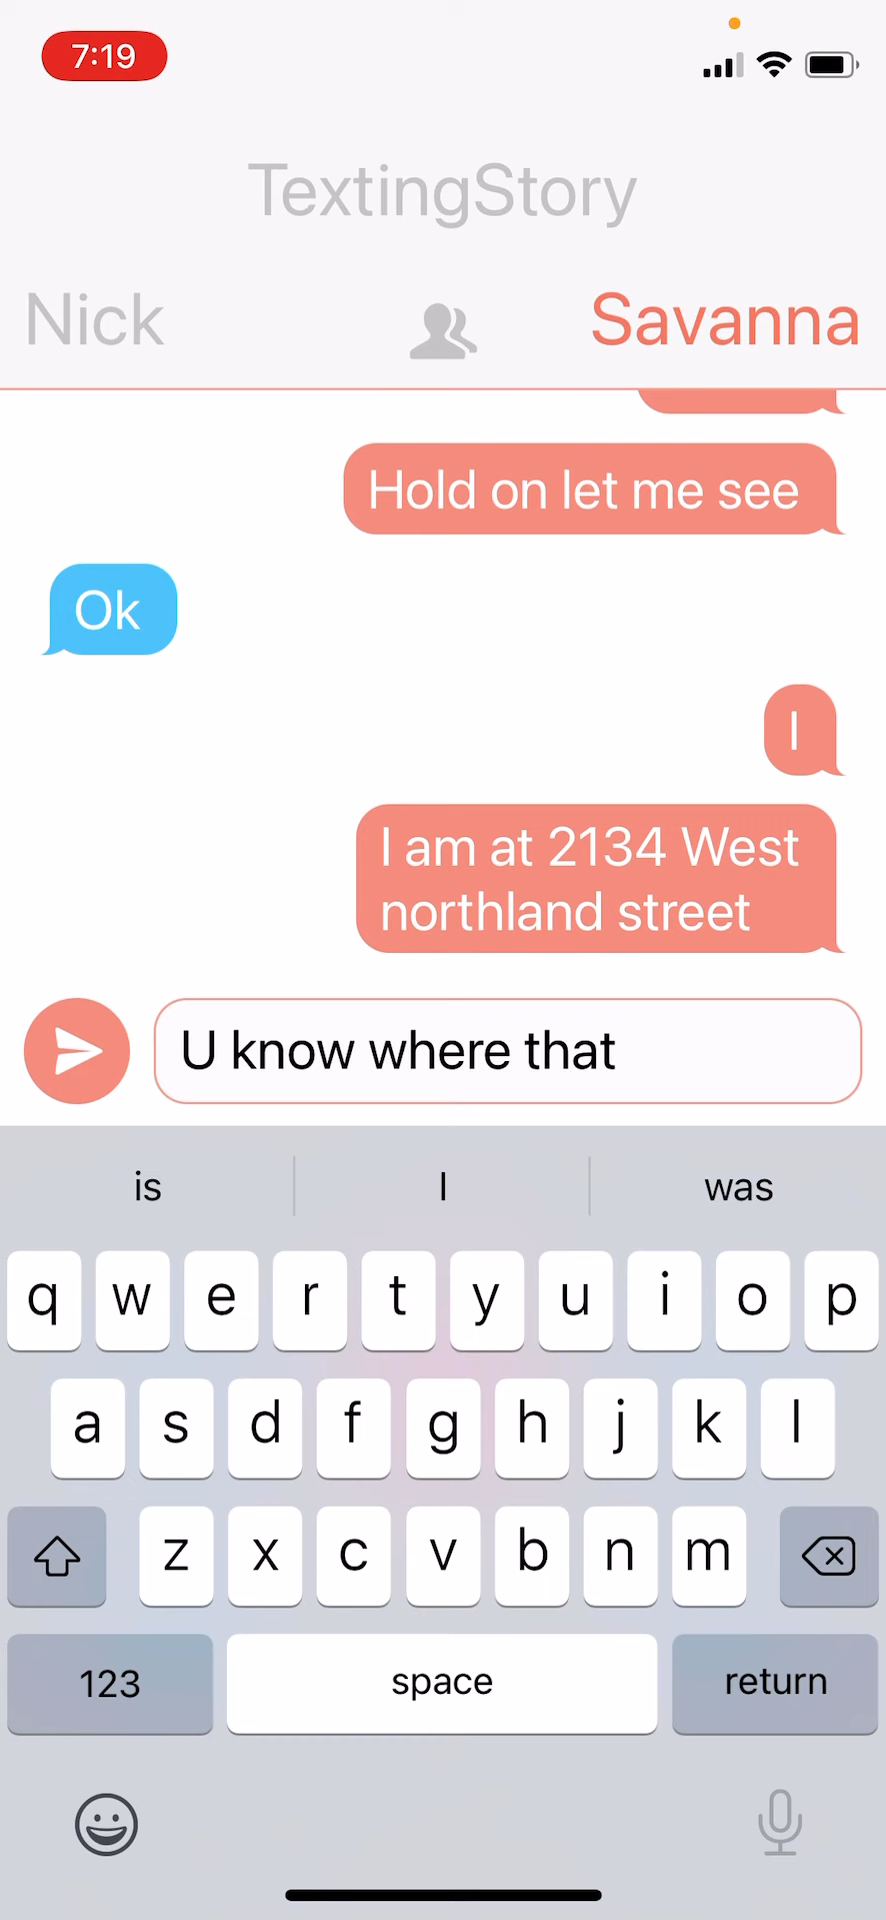 7:19
TextingStory
Nick
Savanna
Hold on let me see
Ok
I
I am at 2134 West
northland street
U know where that
is I was
q w e r t y u i o p
a s d f g h j k l
z x c v b n m
123 space return